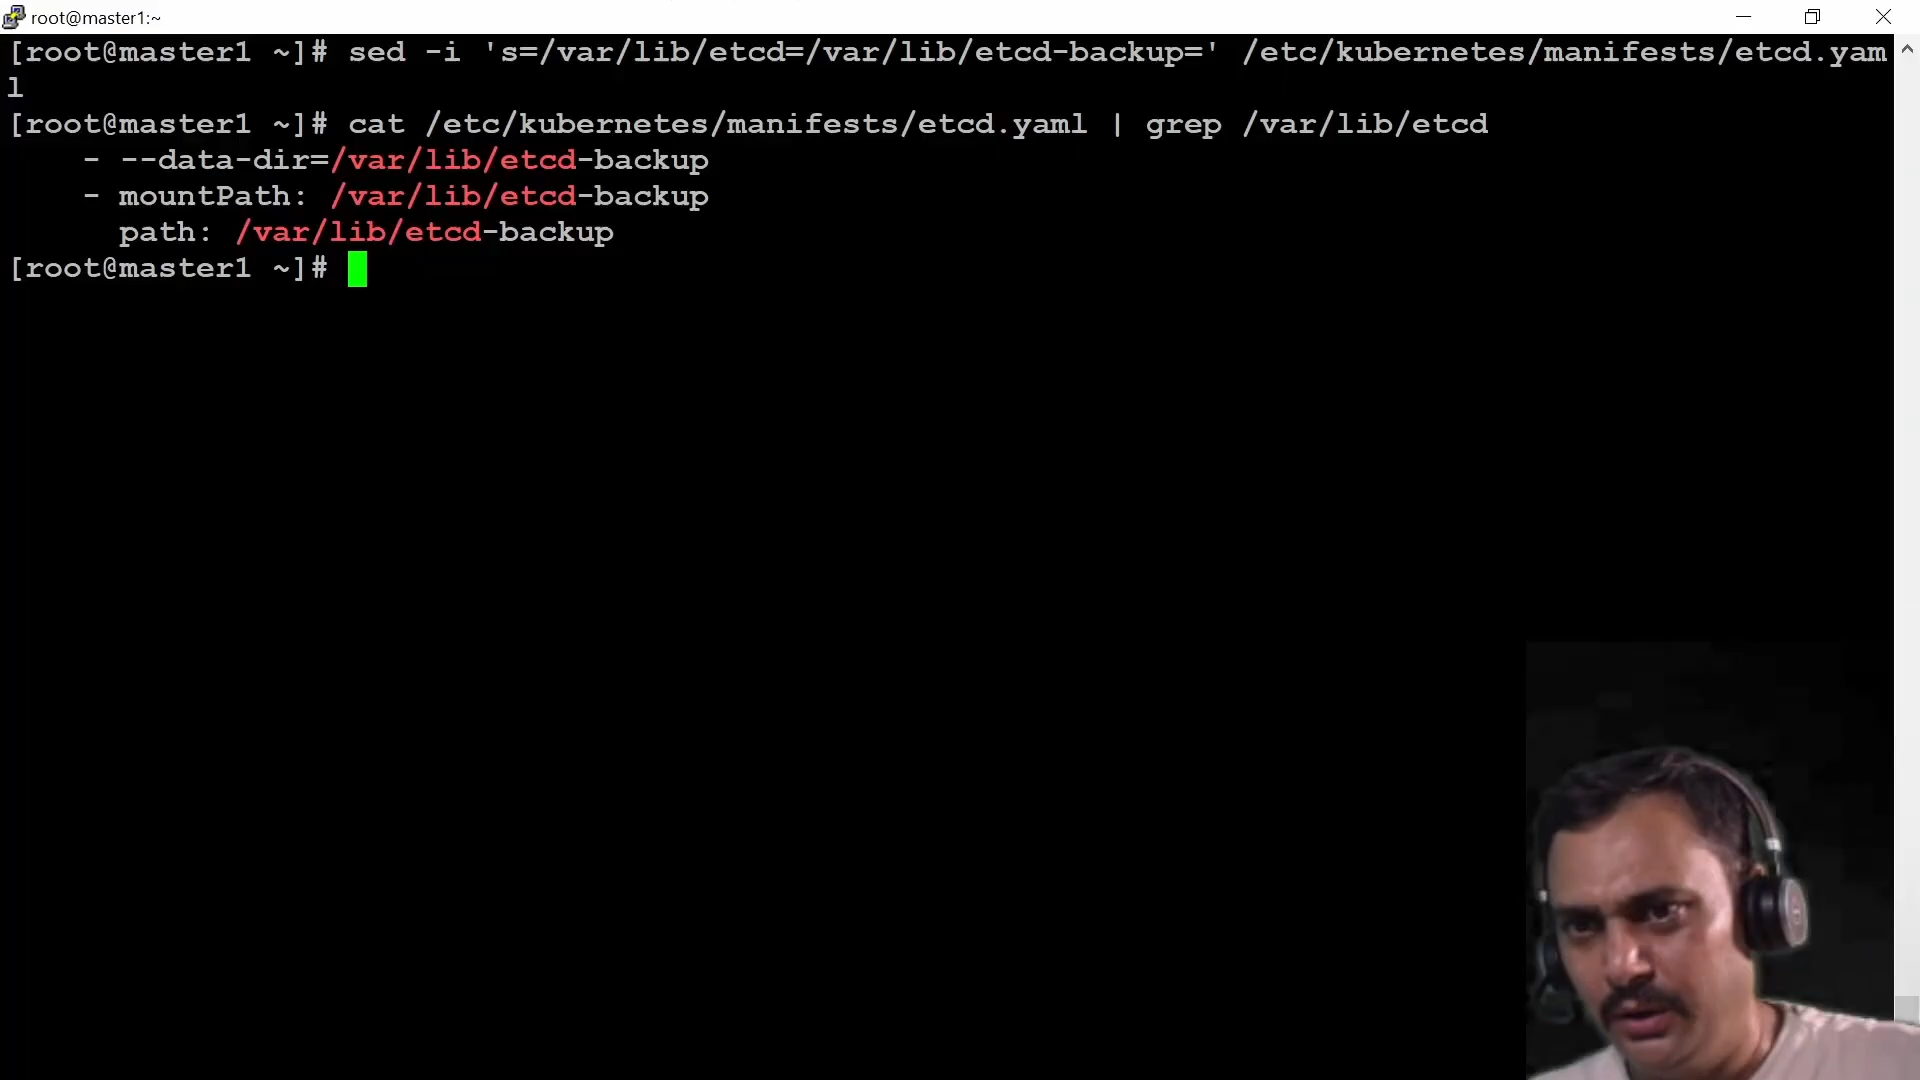 root@master1:~
[root@master1 ~]# sed -i 's=/var/lib/etcd=/var/lib/etcd-backup=' /etc/kubernetes/manifests/etcd.yam
l
[root@master1 ~]# cat /etc/kubernetes/manifests/etcd.yaml | grep /var/lib/etcd
    - --data-dir=/var/lib/etcd-backup
    - mountPath: /var/lib/etcd-backup
      path: /var/lib/etcd-backup
[root@master1 ~]#